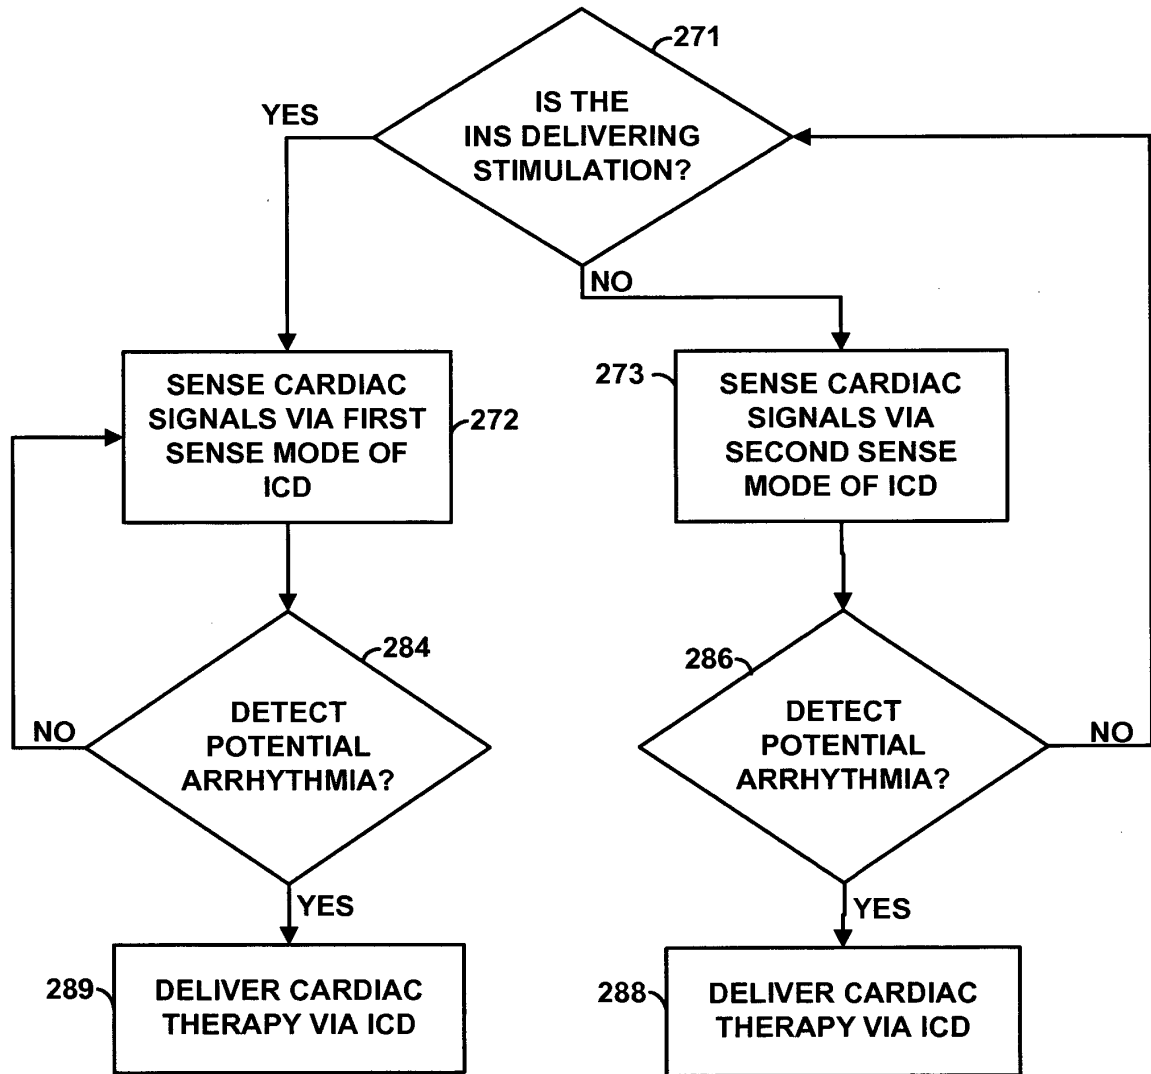 271
IS THE
INS DELIVERING
STIMULATION?
YES
NO
SENSE CARDIAC
SIGNALS VIA FIRST
SENSE MODE OF
ICD
272
273
SENSE CARDIAC
SIGNALS VIA
SECOND SENSE
MODE OF ICD
284
DETECT
POTENTIAL
ARRHYTHMIA?
NO
YES
286
DETECT
POTENTIAL
ARRHYTHMIA?
NO
YES
289
DELIVER CARDIAC
THERAPY VIA ICD
288
DELIVER CARDIAC
THERAPY VIA ICD